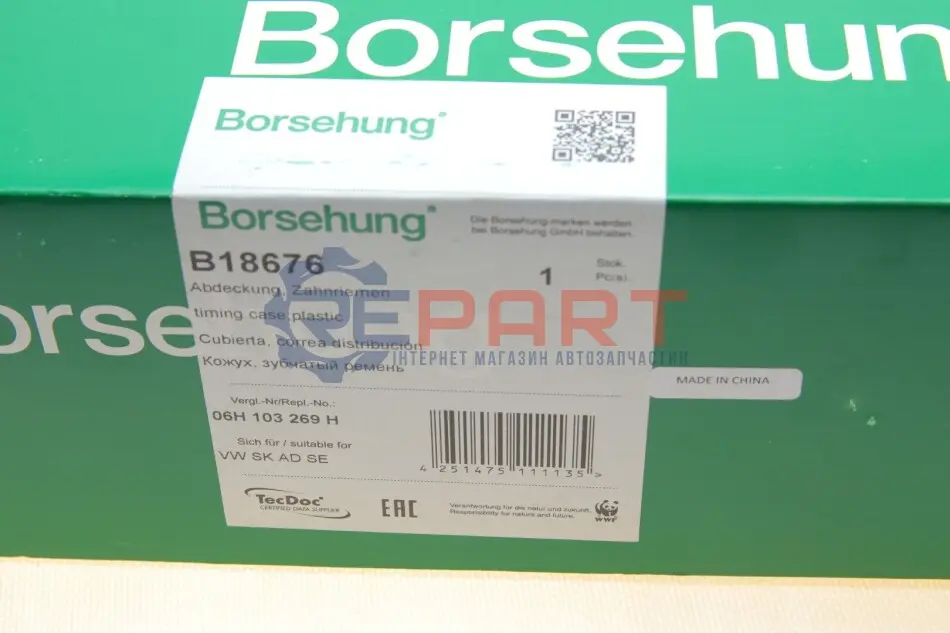 Borsehun
Borsehung®
Borsehung®
Die Borsehung-marken werden
bei Borsehung GmbH behalten.
B18676
1
Stok.
Pc(s).
Abdeckung, Zahnriemen
timing case;plastic
Cubierta, correa distribución
Кожух, зубчатый ремень
REPART
ІНТЕРНЕТ МАГАЗИН АВТОЗАПЧАСТИН
orse
MADE IN CHINA
Vergl.-Nr/Repl.-No.:
06H 103 269 H
Sich für / suitable for
VW SK AD SE
4 251475 111135 >
TecDoc®
CERTIFIED DATA SUPPLIER
EAC
Verantwortung für die natur und zukunft.
Responsibility for nature and future.
WWF